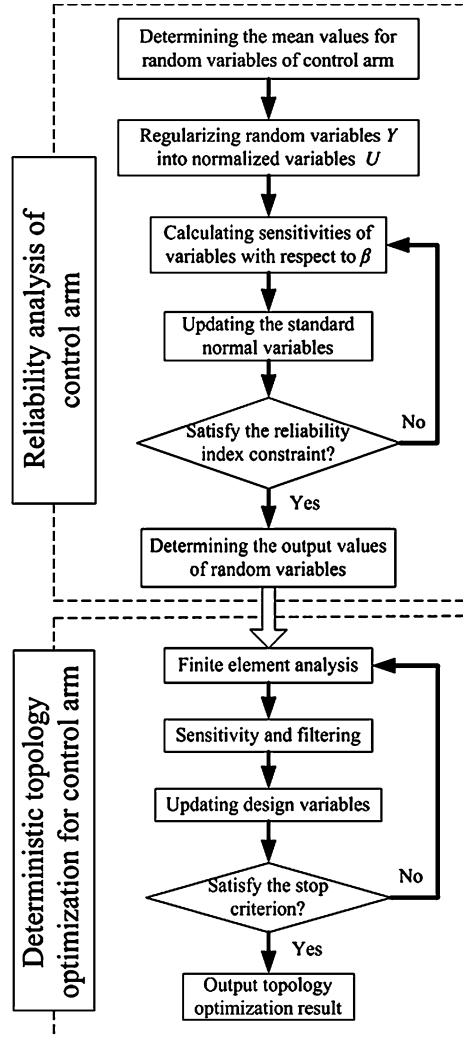 Determining the mean values for
random variables of control arm
Regularizing random variables Y
into normalized variables U
Calculating sensitivities of
variables with respect to β
Updating the standard
normal variables
Satisfy the reliability
index constraint?
No
Yes
Determining the output values
of random variables
Reliability analysis of
control arm
Finite element analysis
Sensitivity and filtering
Updating design variables
Satisfy the stop
criterion?
No
Yes
Output topology
optimization result
Deterministic topology
optimization for control arm